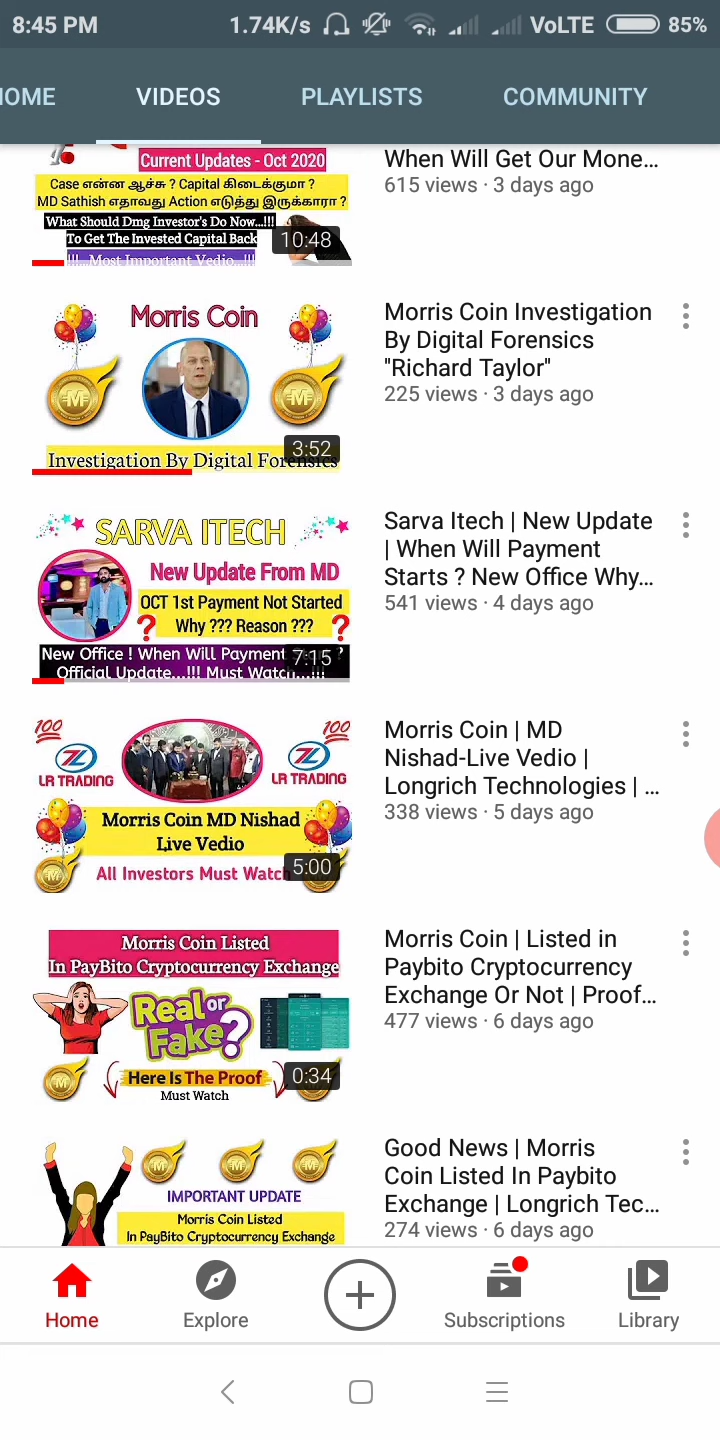 8:45 PM 1.74K/s VoLTE 85%
OME VIDEOS PLAYLISTS COMMUNITY
Current Updates - Oct 2020
Case என்ன ஆச்சு ? Capital கிடைக்குமா ?
MD Sathish எதாவது Action எடுத்து இருக்காரா ?
What Should Dmg Investor's Do Now...!!!
To Get The Invested Capital Back
!!!...Most Important Vedio...!!!
10:48
When Will Get Our Mone...
615 views · 3 days ago
Morris Coin
M
M
Investigation By Digital Forensics
3:52
Morris Coin Investigation
By Digital Forensics
"Richard Taylor"
225 views · 3 days ago
SARVA ITECH
New Update From MD
OCT 1st Payment Not Started
Why ??? Reason ???
? ?
New Office ! When Will Payment ?
Official Update...!!! Must Watch...!!!
7:15
Sarva Itech | New Update
| When Will Payment
Starts ? New Office Why...
541 views · 4 days ago
100 100
LR TRADING LR TRADING
Morris Coin MD Nishad
Live Vedio
All Investors Must Watch
5:00
Morris Coin | MD
Nishad-Live Vedio |
Longrich Technologies | ...
338 views · 5 days ago
Morris Coin Listed
In PayBito Cryptocurrency Exchange
Real or
Fake?
Here Is The Proof
Must Watch
0:34
Morris Coin | Listed in
Paybito Cryptocurrency
Exchange Or Not | Proof...
477 views · 6 days ago
IMPORTANT UPDATE
Morris Coin Listed
In PayBito Cryptocurrency Exchange
Good News | Morris
Coin Listed In Paybito
Exchange | Longrich Tec...
274 views · 6 days ago
Home Explore Subscriptions Library